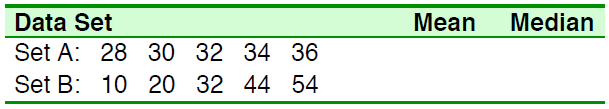 Data Set Mean Median
Set A: 28 30 32 34 36
Set B: 10 20 32 44 54